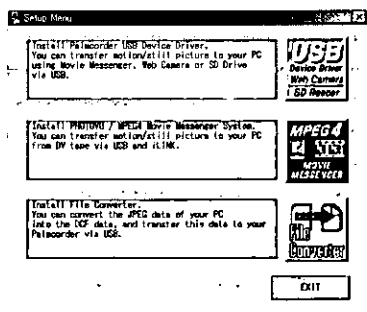 Setup Menu
Install Palmcorder USB Device Driver.
You can transfer motion/still picture to your PC
using Movie Messenger, Web Camera or SD Drive
via USB.
USB
Device Driver
Web Camera
SD Reader
Install PHOTOVU / MPEG4 Movie Messenger System.
You can transfer motion/still picture to your PC
from DV tape via USB and iLINK.
MPEG4
MOVIE
MESSENGER
Install File Converter.
You can convert the JPEG data of your PC
into the DCF data, and transfer this data to your
Palmcorder via USB.
File
Converter
EXIT